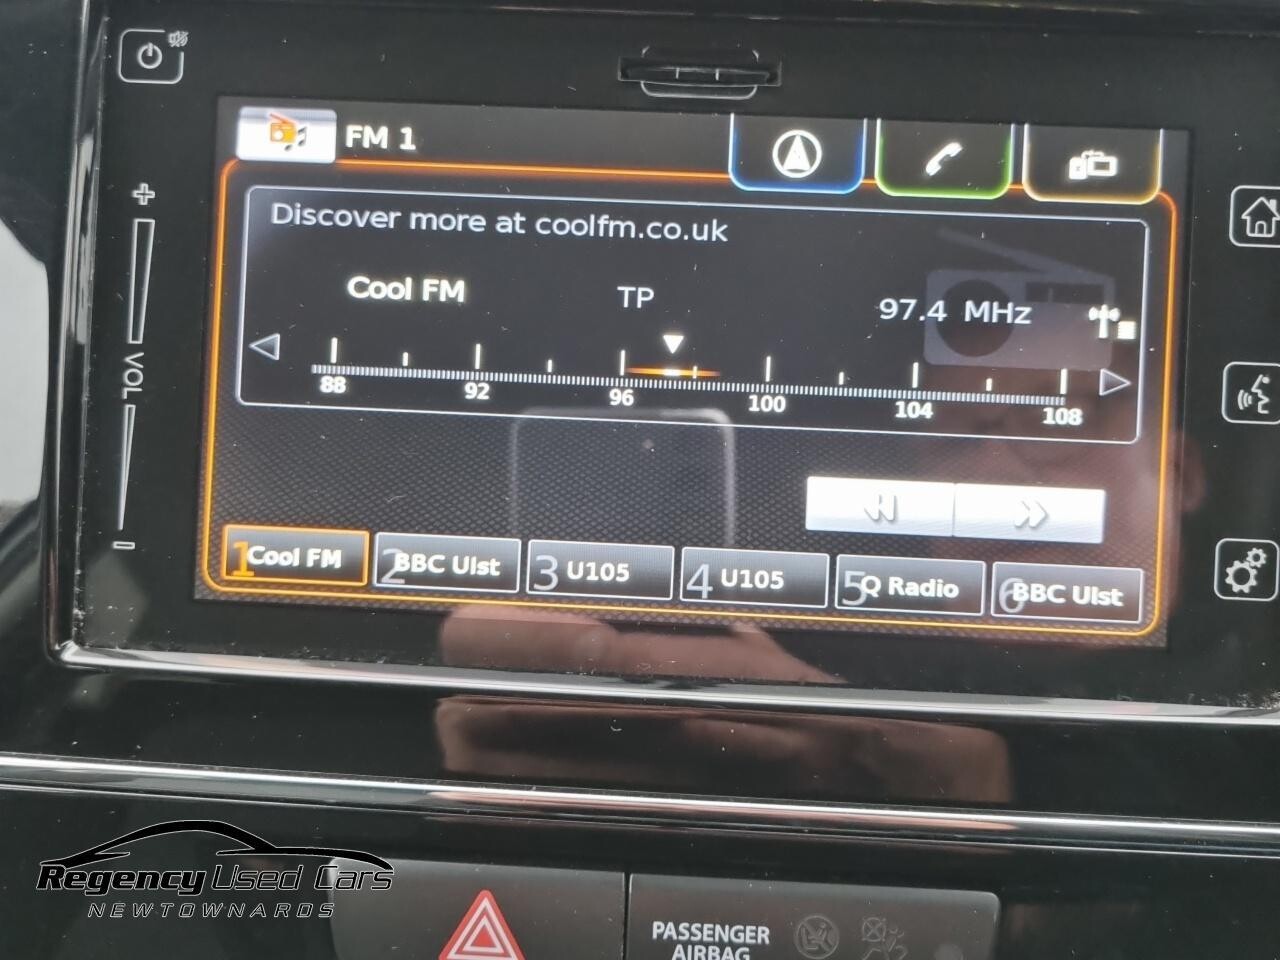 FM 1
Discover more at coolfm.co.uk
Cool FM TP 97.4 MHz
88 92 96 100 104 108
VOL
1 Cool FM 2 BBC Ulst 3 U105 4 U105 5 Q Radio 6 BBC Ulst
Regency Used Cars
NEWTOWNARDS
PASSENGER
AIRBAG